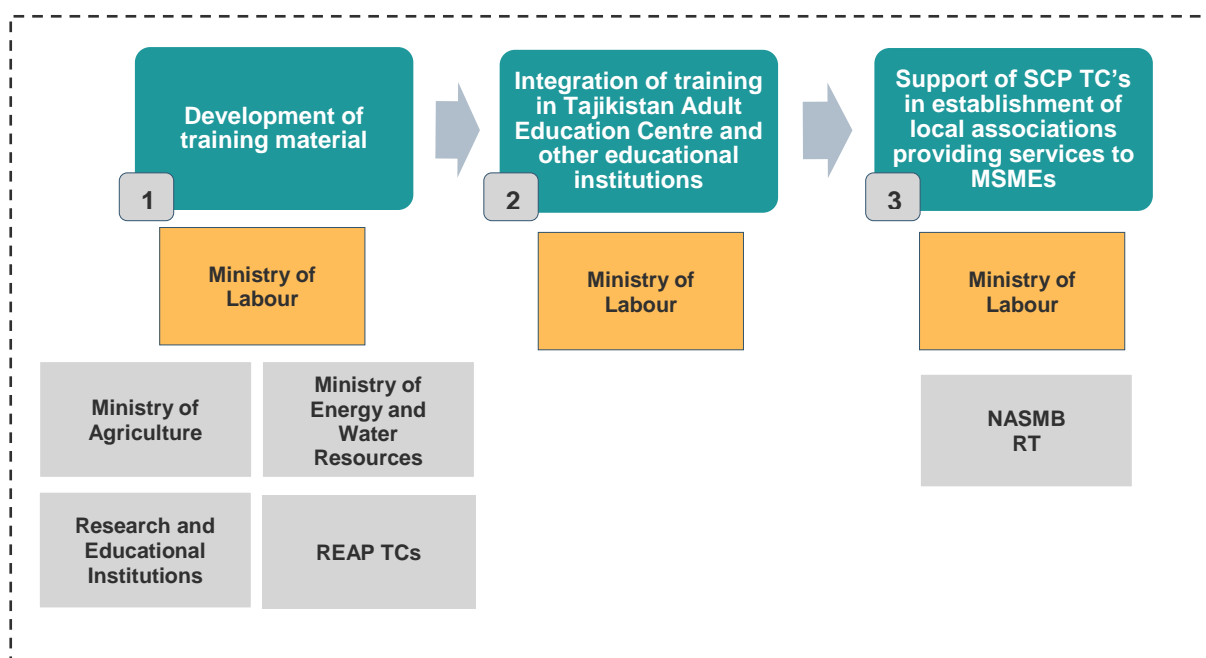 Development of
training material
1
Integration of training
in Tajikistan Adult
Education Centre and
other educational
institutions
2
Support of SCP TC’s
in establishment of
local associations
providing services to
MSMEs
3
Ministry of
Labour
Ministry of
Labour
Ministry of
Labour
Ministry of
Agriculture
Ministry of
Energy and
Water
Resources
NASMB
RT
Research and
Educational
Institutions
REAP TCs